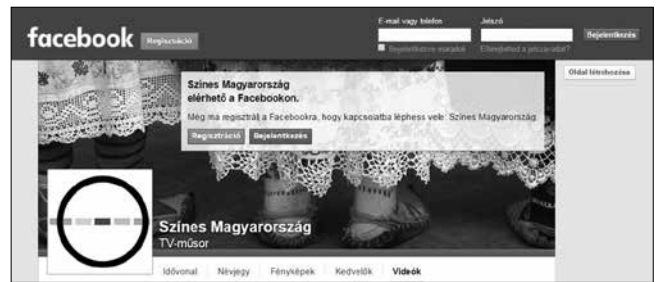 E-mail vagy telefon
Jelszó
facebook
Regisztráció
Bejelentkezés
Bejelentkezve maradok
Elfelejtetted a jelszavadat?
Oldal létrehozása
Színes Magyarország
elérhető a Facebookon.
Még ma regisztrálj a Facebookra, hogy kapcsolatba léphess vele: Színes Magyarország
Regisztráció Bejelentkezés
Színes Magyarország
TV-műsor
Idővonal Névjegy Fényképek Kedvelők Videók